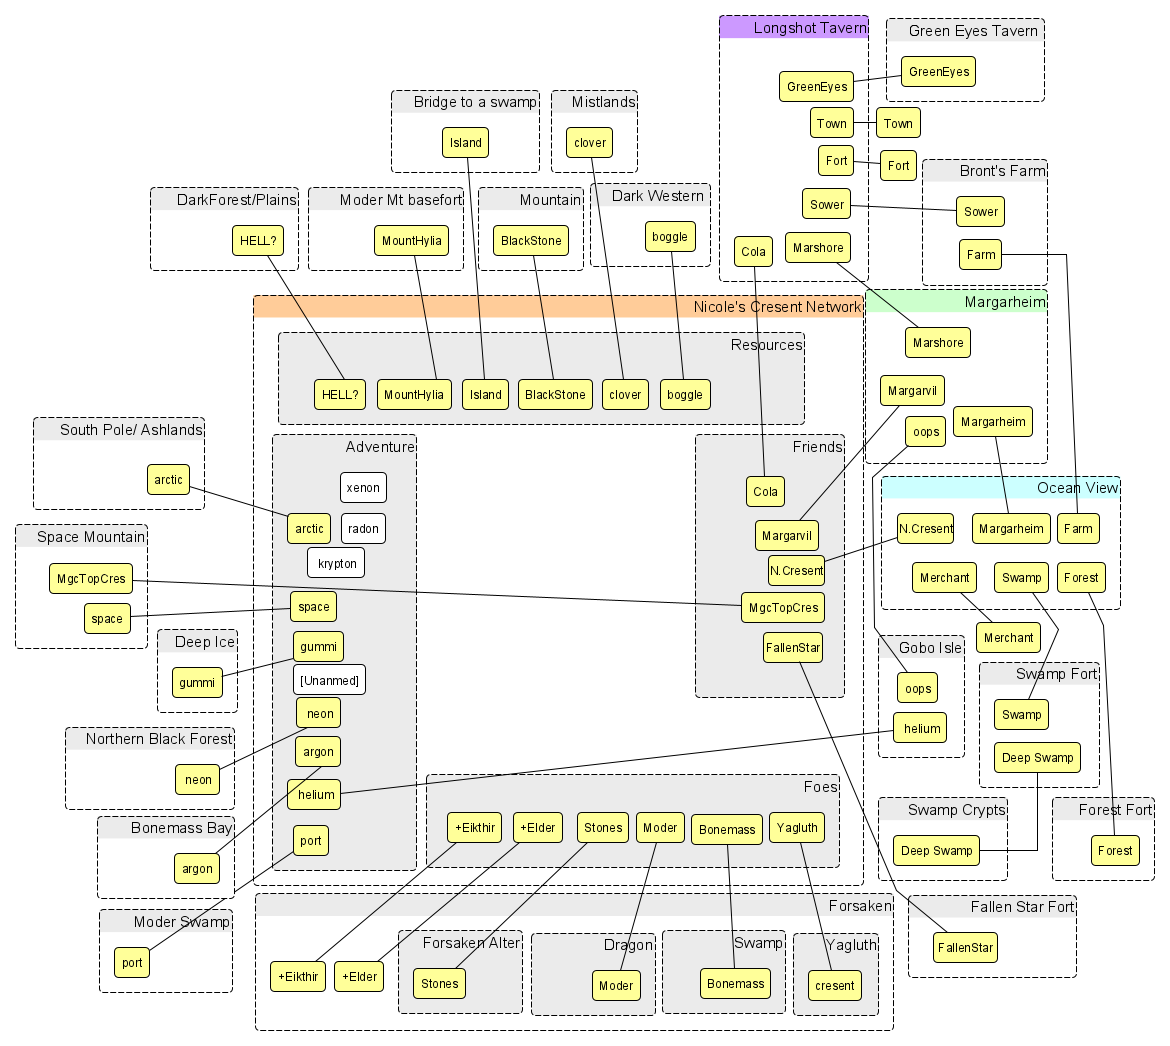 Longshot Tavern
Green Eyes Tavern
GreenEyes
GreenEyes
Town
Town
Fort
Fort
Bront's Farm
Sower
Sower
Marshore
Cola
Farm
Bridge to a swamp
Island
Mistlands
clover
DarkForest/Plains
HELL?
Moder Mt basefort
MountHylia
Mountain
BlackStone
Dark Western
boggle
Nicole's Cresent Network
Resources
HELL?
MountHylia
Island
BlackStone
clover
boggle
Margarheim
Marshore
Margarvil
oops
Margarheim
South Pole/ Ashlands
arctic
Adventure
xenon
arctic
radon
krypton
space
gummi
[Unanmed]
neon
argon
helium
port
Friends
Cola
Margarvil
N.Cresent
MgcTopCres
FallenStar
Ocean View
N.Cresent
Margarheim
Farm
Merchant
Swamp
Forest
Merchant
Space Mountain
MgcTopCres
space
Deep Ice
gummi
Northern Black Forest
neon
Bonemass Bay
argon
Moder Swamp
port
Gobo Isle
oops
helium
Swamp Fort
Swamp
Deep Swamp
Swamp Crypts
Deep Swamp
Forest Fort
Forest
Foes
+Eikthir
+Elder
Stones
Moder
Bonemass
Yagluth
Forsaken
+Eikthir
+Elder
Forsaken Alter
Stones
Dragon
Moder
Swamp
Bonemass
Yagluth
cresent
Fallen Star Fort
FallenStar